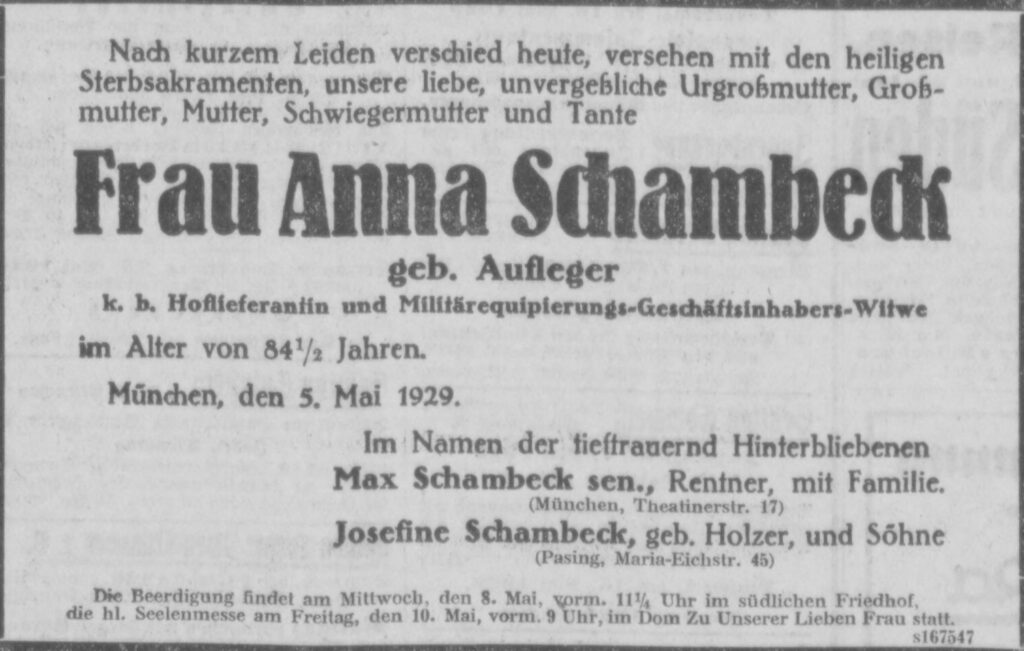 Nach kurzem Leiden verschied heute, versehen mit den heiligen
Sterbsakramenten, unsere liebe, unvergeßliche Urgroßmutter, Groß-
mutter, Mutter, Schwiegermutter und Tante
Frau Anna Schambeck
geb. Aufleger
k. b. Hoflieferantin und Militärequipierungs-Geschäftsinhabers-Witwe
im Alter von 84½ Jahren.
München, den 5. Mai 1929.
Im Namen der tieftrauernd Hinterbliebenen
Max Schambeck sen., Rentner, mit Familie.
(München, Theatinerstr. 17)
Josefine Schambeck, geb. Holzer, und Söhne
(Pasing, Maria-Eichstr. 45)
Die Beerdigung findet am Mittwoch, den 8. Mai, vorm. 11¼ Uhr im südlichen Friedhof,
die hl. Seelenmesse am Freitag, den 10. Mai, vorm. 9 Uhr, im Dom Zu Unserer Lieben Frau statt.
s167547